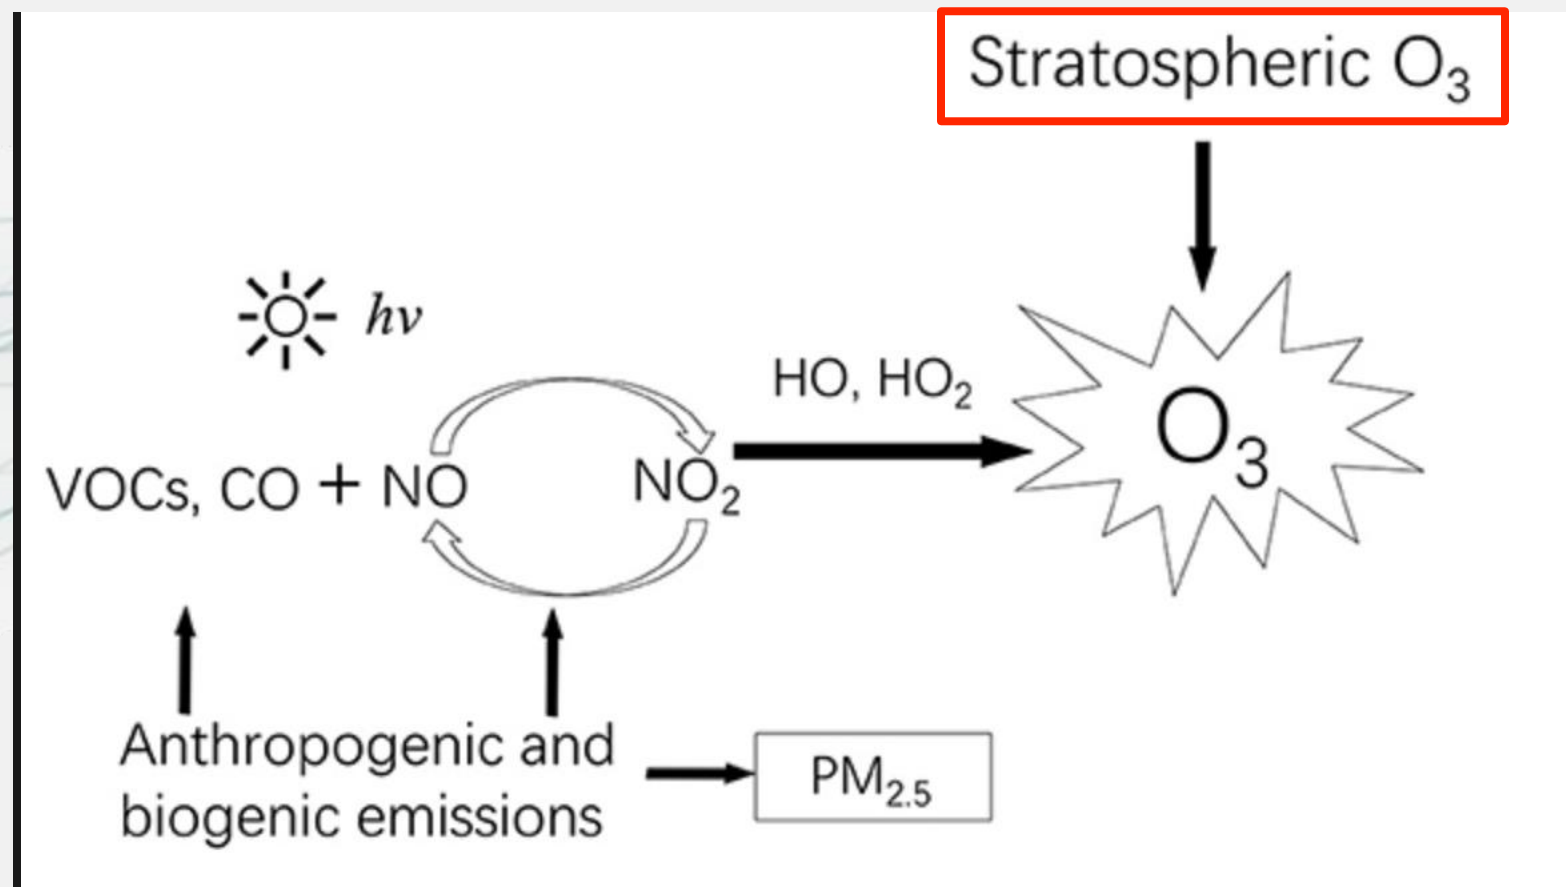 Stratospheric O₃
hν
HO, HO₂
O₃
VOCs, CO + NO
NO₂
Anthropogenic and
biogenic emissions
PM₂.₅